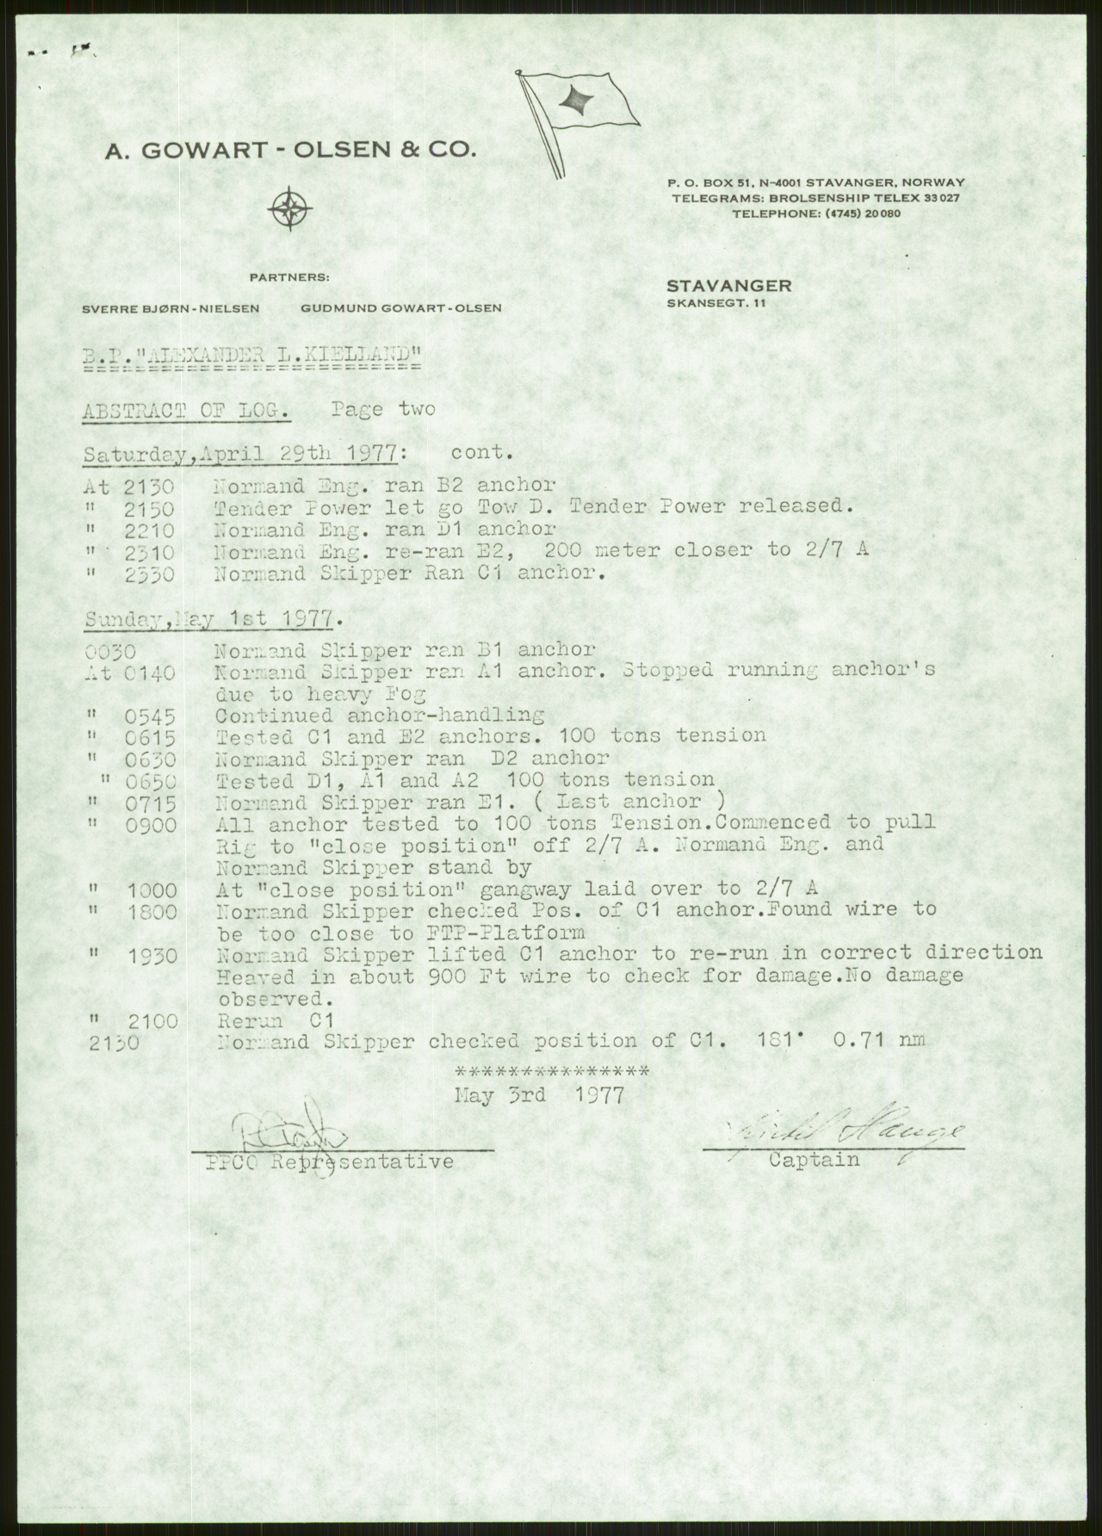 A. GOWART - OLSEN & CO.
P. O. BOX 51, N-4001 STAVANGER, NORWAY
TELEGRAMS: BROLSENSHIP TELEX 33027
TELEPHONE: (4745) 20080
PARTNERS:
SVERRE BJØRN-NIELSEN GUDMUND GOWART-OLSEN
STAVANGER
SKANSEGT. 11
B.P."ALEXANDER L.KIELLAND"
ABSTRACT OF LOG. Page two
Saturday,April 29th 1977: cont.
At 2130 Normand Eng. ran B2 anchor
" 2150 Tender Power let go Tow D. Tender Power released.
" 2210 Normand Eng. ran D1 anchor
" 2310 Normand Eng. re-ran E2, 200 meter closer to 2/7 A
" 2330 Normand Skipper Ran C1 anchor.
Sunday,May 1st 1977.
0030 Normand Skipper ran B1 anchor
At 0140 Normand Skipper ran A1 anchor. Stopped running anchor's
due to heavy Fog
" 0545 Continued anchor-handling
" 0615 Tested C1 and E2 anchors. 100 tons tension
" 0630 Normand Skipper ran D2 anchor
" 0650 Tested D1, A1 and A2 100 tons tension
" 0715 Normand Skipper ran E1. ( Last anchor )
" 0900 All anchor tested to 100 tons Tension.Commenced to pull
Rig to "close position" off 2/7 A. Normand Eng. and
Normand Skipper stand by
" 1000 At "close position" gangway laid over to 2/7 A
" 1800 Normand Skipper checked Pos. of C1 anchor.Found wire to
be too close to FTP-Platform
" 1930 Normand Skipper lifted C1 anchor to re-run in correct direction
Heaved in about 900 Ft wire to check for damage.No damage
observed.
" 2100 Rerun C1
2130 Normand Skipper checked position of C1. 181° 0.71 nm
***************
May 3rd 1977
Hauge
PPCO Representative Captain